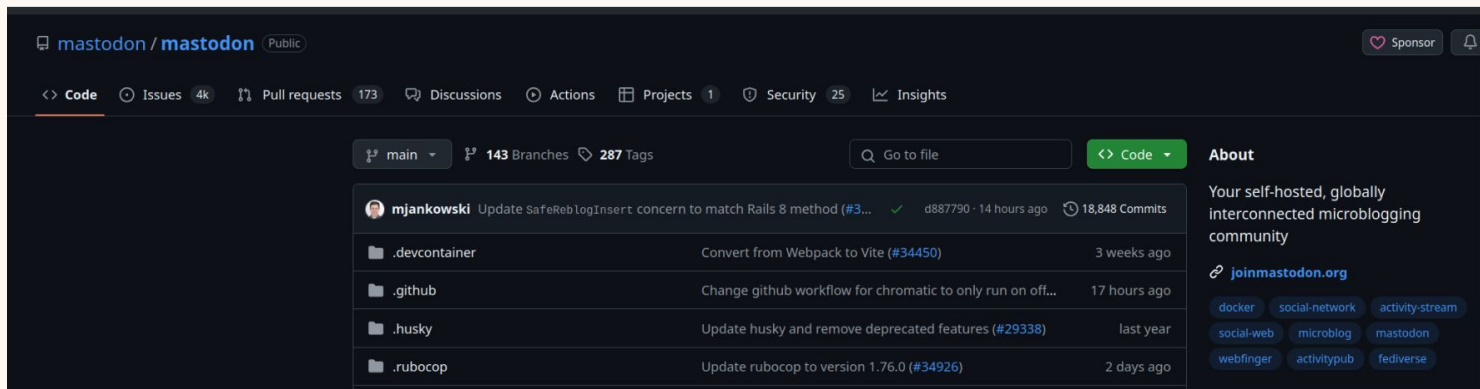 mastodon / mastodon Public Sponsor
Code Issues 4k Pull requests 173 Discussions Actions Projects 1 Security 25 Insights
main 143 Branches 287 Tags Go to file Code
mjankowski Update SafeReblogInsert concern to match Rails 8 method (#3... d887790 · 14 hours ago 18,848 Commits
.devcontainer Convert from Webpack to Vite (#34450) 3 weeks ago
.github Change github workflow for chromatic to only run on off... 17 hours ago
.husky Update husky and remove deprecated features (#29338) last year
.rubocop Update rubocop to version 1.76.0 (#34926) 2 days ago
About
Your self-hosted, globally
interconnected microblogging
community
joinmastodon.org
docker social-network activity-stream
social-web microblog mastodon
webfinger activitypub fediverse